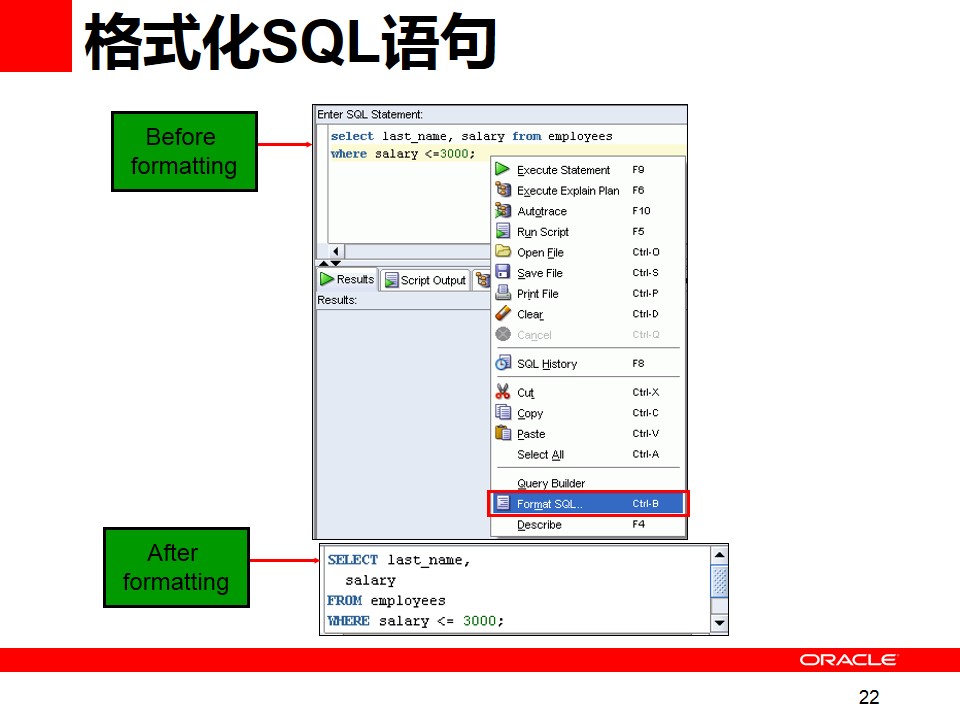 格式化SQL语句
Before
formatting
Enter SQL Statement:
select last_name, salary from employees
where salary <=3000;
Execute Statement F9
Execute Explain Plan F6
Autotrace F10
Run Script F5
Open File Ctrl-O
Save File Ctrl-S
Print File Ctrl-P
Clear Ctrl-D
Cancel Ctrl-Q
SQL History F8
Cut Ctrl-X
Copy Ctrl-C
Paste Ctrl-V
Select All Ctrl-A
Query Builder
Format SQL.. Ctrl-B
Describe F4
Results Script Output
Results:
After
formatting
SELECT last_name,
salary
FROM employees
WHERE salary <= 3000;
ORACLE
22